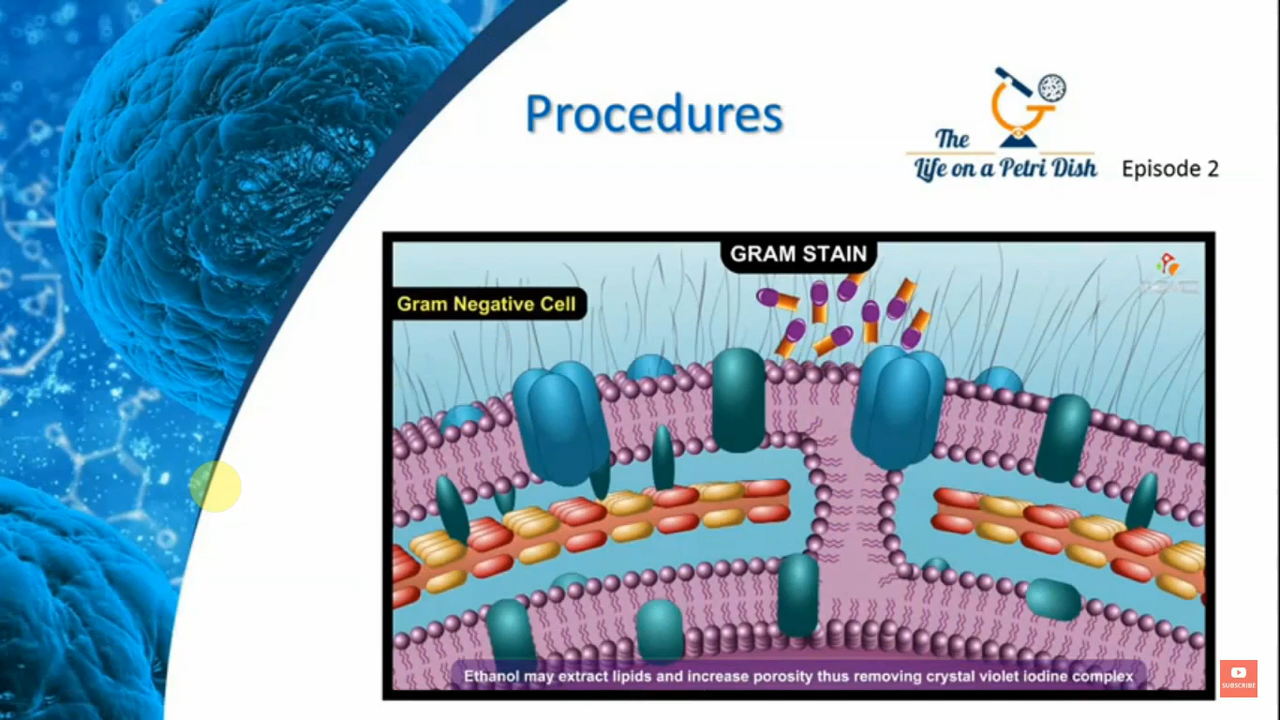 Procedures
The
Life on a Petri Dish
Episode 2
GRAM STAIN
Gram Negative Cell
Ethanol may extract lipids and increase porosity thus removing crystal violet iodine complex
SUBSCRIBE